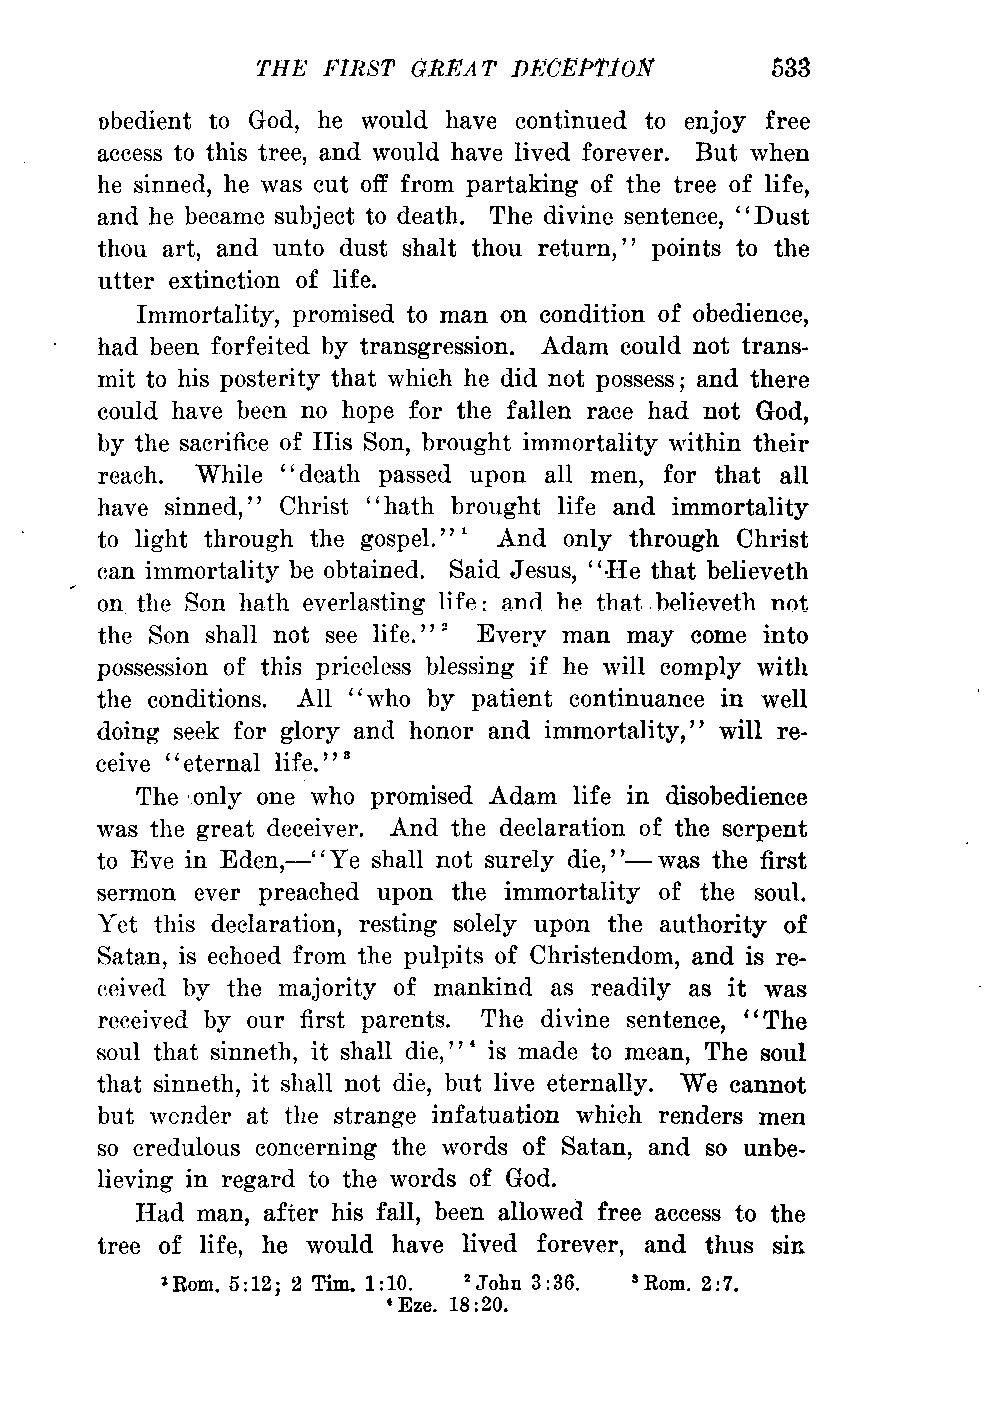 THE FIRST GREAT DECEPTION 533
obedient to God, he would have continued to enjoy free
access to this tree, and would have lived forever. But when
he sinned, he was cut off from partaking of the tree of life,
and he became subject to death. The divine sentence, "Dust
thou art, and unto dust shalt thou return," points to the
utter extinction of life.
Immortality, promised to man on condition of obedience,
had been forfeited by transgression. Adam could not trans-
mit to his posterity that which he did not possess; and there
could have been no hope for the fallen race had not God,
by the sacrifice of His Son, brought immortality within their
reach. While "death passed upon all men, for that all
have sinned," Christ "hath brought life and immortality
to light through the gospel."¹ And only through Christ
can immortality be obtained. Said Jesus, "He that believeth
on the Son hath everlasting life: and he that believeth not
the Son shall not see life."² Every man may come into
possession of this priceless blessing if he will comply with
the conditions. All "who by patient continuance in well
doing seek for glory and honor and immortality," will re-
ceive "eternal life."³
The only one who promised Adam life in disobedience
was the great deceiver. And the declaration of the serpent
to Eve in Eden,—"Ye shall not surely die,"—was the first
sermon ever preached upon the immortality of the soul.
Yet this declaration, resting solely upon the authority of
Satan, is echoed from the pulpits of Christendom, and is re-
ceived by the majority of mankind as readily as it was
received by our first parents. The divine sentence, "The
soul that sinneth, it shall die,"⁴ is made to mean, The soul
that sinneth, it shall not die, but live eternally. We cannot
but wonder at the strange infatuation which renders men
so credulous concerning the words of Satan, and so unbe-
lieving in regard to the words of God.
Had man, after his fall, been allowed free access to the
tree of life, he would have lived forever, and thus sin
¹Rom. 5:12; 2 Tim. 1:10. ²John 3:36. ³Rom. 2:7.
⁴Eze. 18:20.